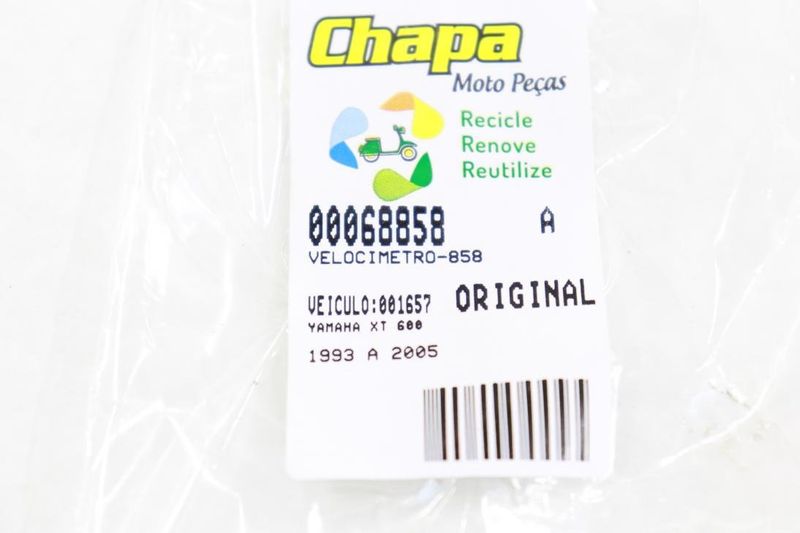 Chapa
Moto Peças
Recicle
Renove
Reutilize
00068858 A
VELOCIMETRO-858
VEICULO:001657 ORIGINAL
YAMAHA XT 600
1993 A 2005